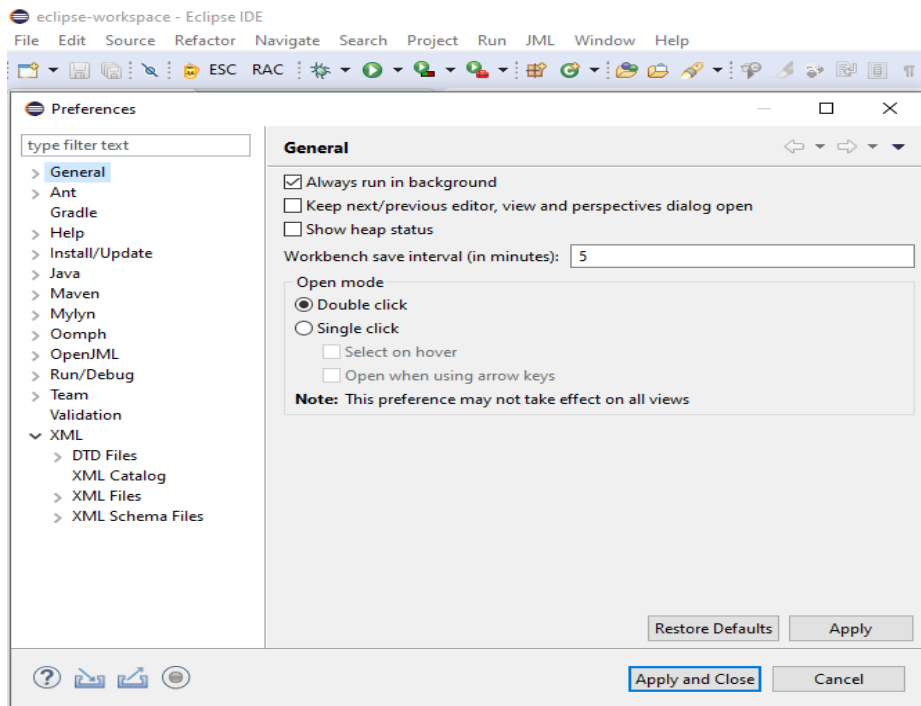 eclipse-workspace - Eclipse IDE
File Edit Source Refactor Navigate Search Project Run JML Window Help
ESC RAC
Preferences
type filter text
General
Ant
Gradle
Help
Install/Update
Java
Maven
Mylyn
Oomph
OpenJML
Run/Debug
Team
Validation
XML
DTD Files
XML Catalog
XML Files
XML Schema Files
General
Always run in background
Keep next/previous editor, view and perspectives dialog open
Show heap status
Workbench save interval (in minutes): 5
Open mode
Double click
Single click
Select on hover
Open when using arrow keys
Note: This preference may not take effect on all views
Restore Defaults Apply
Apply and Close Cancel